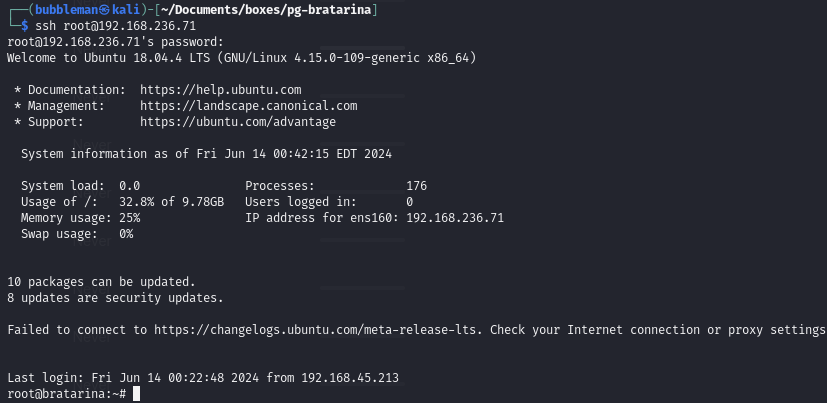 ┌──(bubbleman㉿kali)-[~/Documents/boxes/pg-bratarina]
└─$ ssh root@192.168.236.71
root@192.168.236.71's password:
Welcome to Ubuntu 18.04.4 LTS (GNU/Linux 4.15.0-109-generic x86_64)
* Documentation:  https://help.ubuntu.com
* Management:     https://landscape.canonical.com
* Support:        https://ubuntu.com/advantage
System information as of Fri Jun 14 00:42:15 EDT 2024
System load:  0.0               Processes:             176
Usage of /:   32.8% of 9.78GB   Users logged in:       0
Memory usage: 25%               IP address for ens160: 192.168.236.71
Swap usage:   0%
10 packages can be updated.
8 updates are security updates.
Failed to connect to https://changelogs.ubuntu.com/meta-release-lts. Check your Internet connection or proxy settings
Last login: Fri Jun 14 00:22:48 2024 from 192.168.45.213
root@bratarina:~#